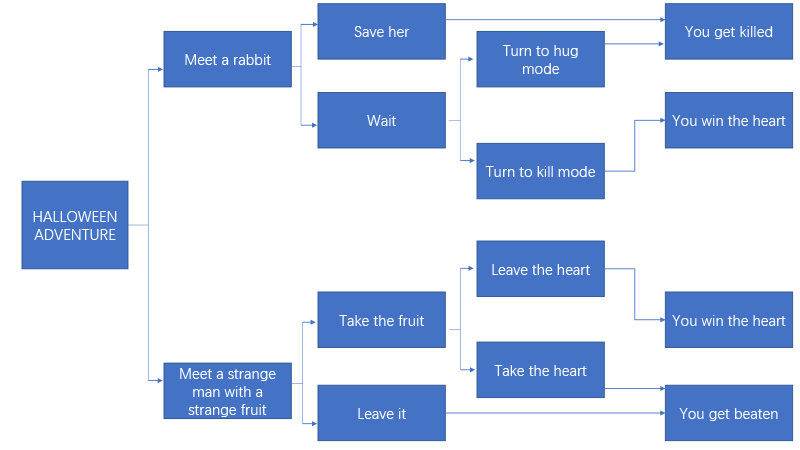 HALLOWEEN
ADVENTURE
Meet a rabbit
Save her
Wait
Turn to hug
mode
Turn to kill mode
You get killed
You win the heart
Meet a strange
man with a
strange fruit
Take the fruit
Leave it
Leave the heart
Take the heart
You win the heart
You get beaten